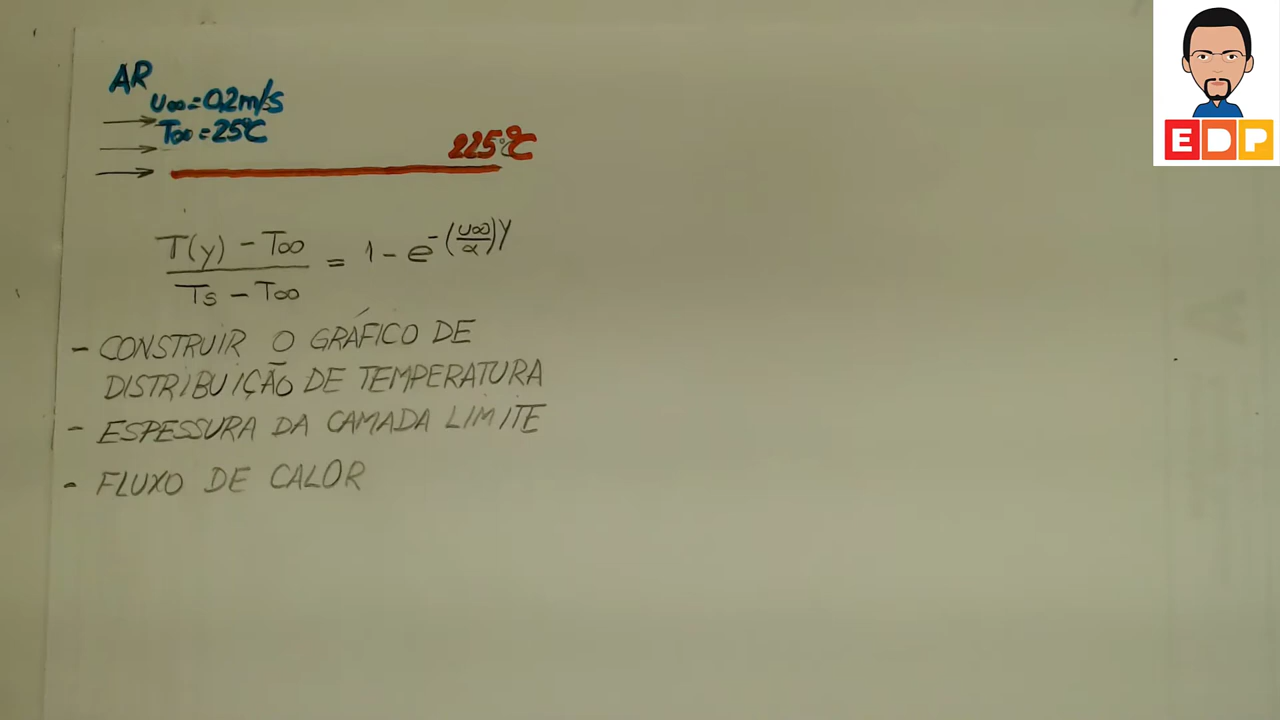 AR
U∞=0.2m/s
T∞=25°C
225°C
T(y) - T∞ / Ts - T∞ = 1 - e^-(U∞/α)y
- CONSTRUIR O GRÁFICO DE
DISTRIBUIÇÃO DE TEMPERATURA
- ESPESSURA DA CAMADA LIMITE
- FLUXO DE CALOR
EDP